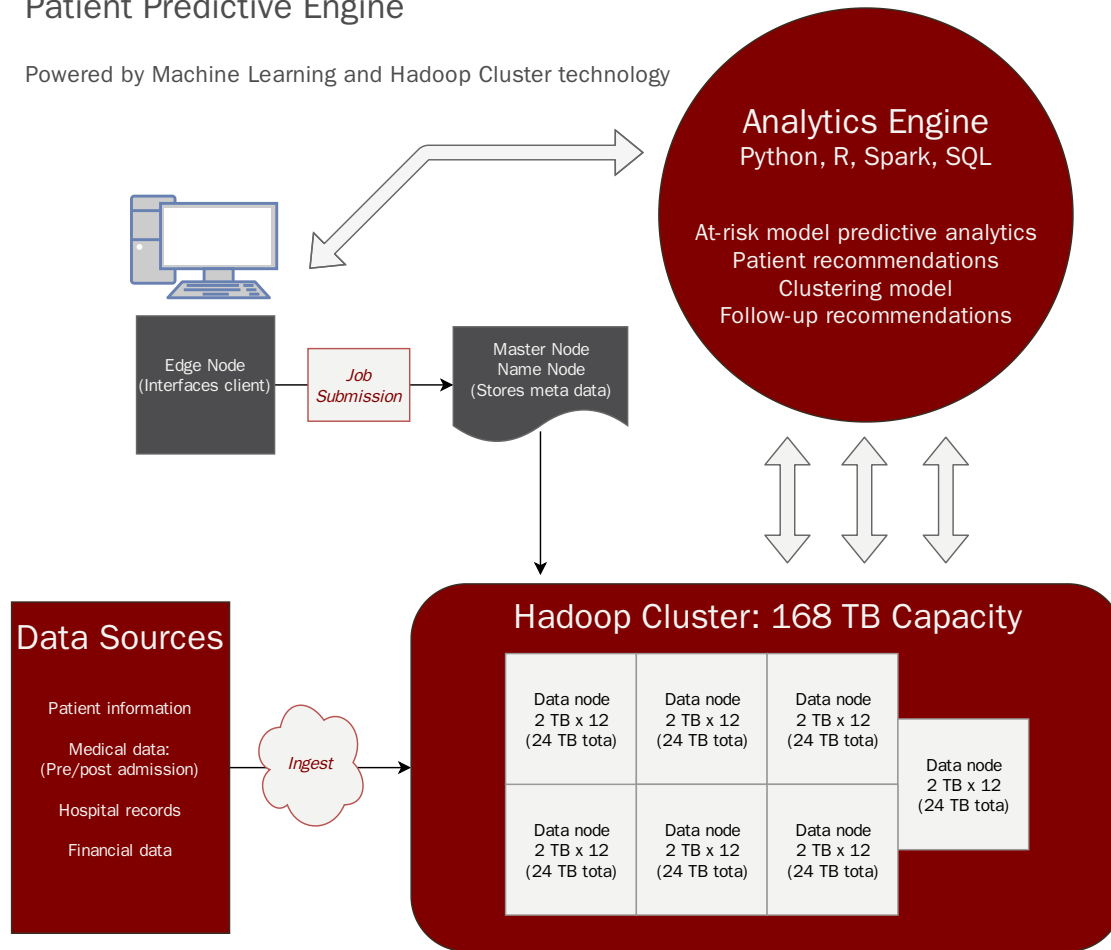 Patient Predictive Engine
Powered by Machine Learning and Hadoop Cluster technology
Analytics Engine
Python, R, Spark, SQL
At-risk model predictive analytics
Patient recommendations
Clustering model
Follow-up recommendations
Edge Node
(Interfaces client)
Job
Submission
Master Node
Name Node
(Stores meta data)
Data Sources
Patient information
Medical data:
(Pre/post admission)
Hospital records
Financial data
Ingest
Hadoop Cluster: 168 TB Capacity
Data node
2 TB x 12
(24 TB tota)
Data node
2 TB x 12
(24 TB tota)
Data node
2 TB x 12
(24 TB tota)
Data node
2 TB x 12
(24 TB tota)
Data node
2 TB x 12
(24 TB tota)
Data node
2 TB x 12
(24 TB tota)
Data node
2 TB x 12
(24 TB tota)